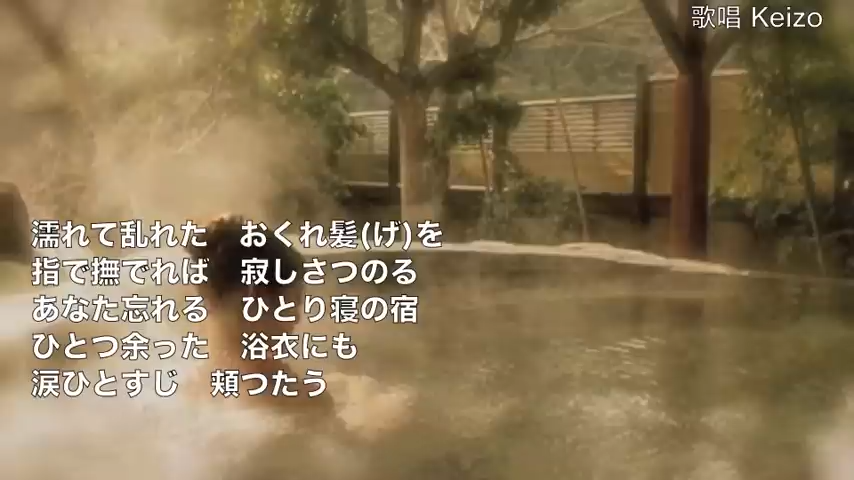 歌唱 Keizo
濡れて乱れた　おくれ髪(げ)を
指で撫でれば　寂しさつのる
あなた忘れる　ひとり寝の宿
ひとつ余った　浴衣にも
涙ひとすじ　頬つたう